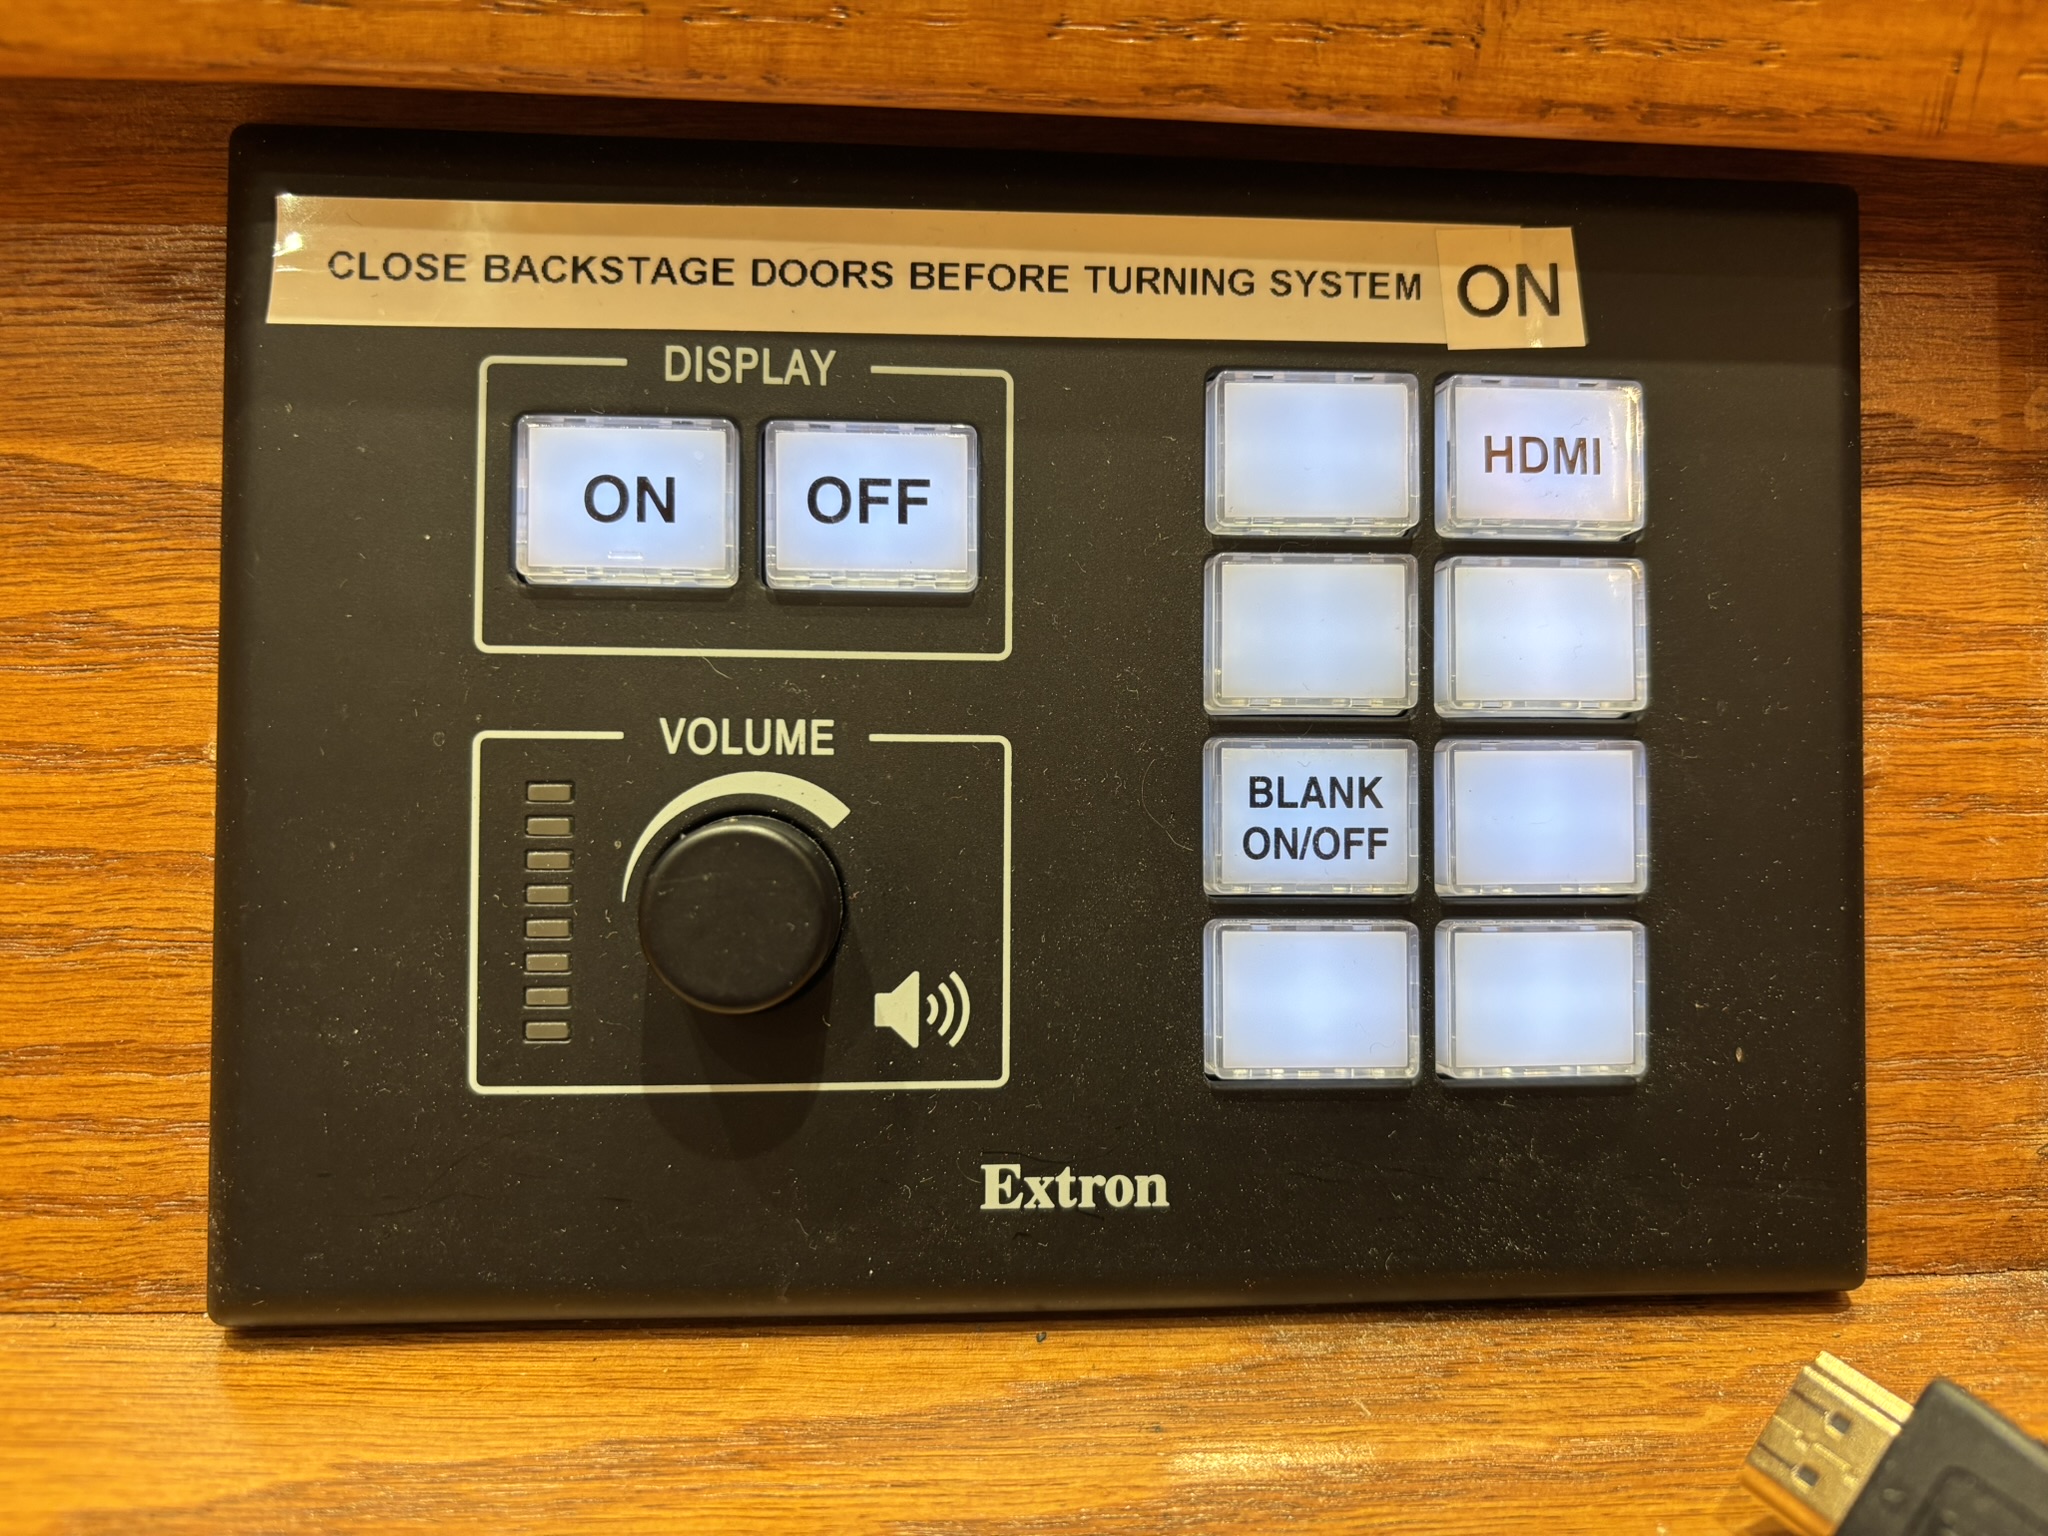 CLOSE BACKSTAGE DOORS BEFORE TURNING SYSTEM ON
DISPLAY
ON OFF
HDMI
VOLUME
BLANK
ON/OFF
Extron